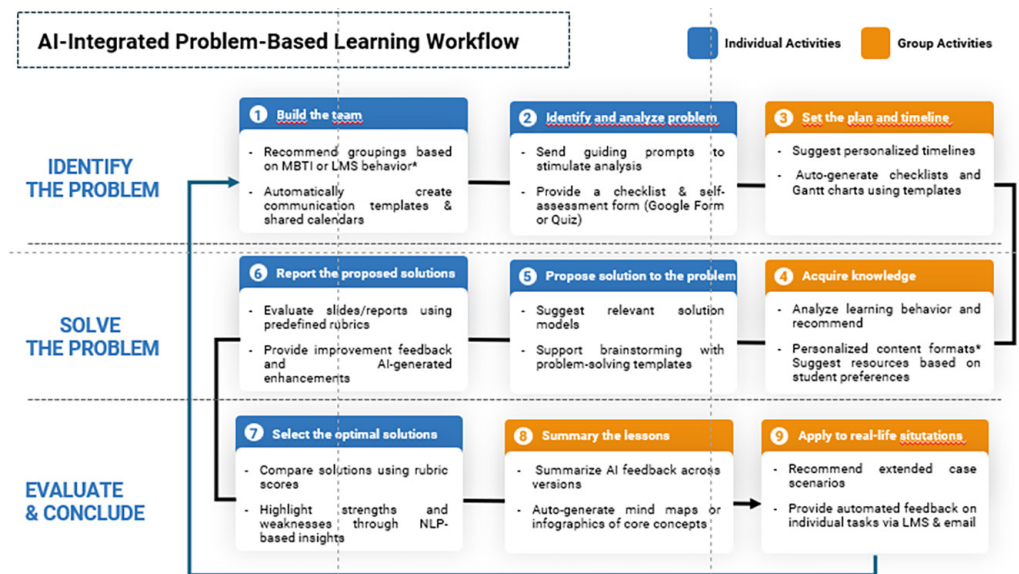 AI-Integrated Problem-Based Learning Workflow
Individual Activities
Group Activities
IDENTIFY
THE PROBLEM
1 Build the team
- Recommend groupings based
on MBTI or LMS behavior*
- Automatically create
communication templates &
shared calendars
2 Identify and analyze problem
- Send guiding prompts to
stimulate analysis
- Provide a checklist & self-
assessment form (Google Form
or Quiz)
3 Set the plan and timeline
- Suggest personalized timelines
- Auto-generate checklists and
Gantt charts using templates
SOLVE
THE PROBLEM
6 Report the proposed solutions
- Evaluate slides/reports using
predefined rubrics
- Provide improvement feedback
and AI-generated
enhancements
5 Propose solution to the problem
- Suggest relevant solution
models
- Support brainstorming with
problem-solving templates
4 Acquire knowledge
- Analyze learning behavior and
recommend
- Personalized content formats*
Suggest resources based on
student preferences
EVALUATE
& CONCLUDE
7 Select the optimal solutions
- Compare solutions using rubric
scores
- Highlight strengths and
weaknesses through NLP-
based insights
8 Summary the lessons
- Summarize AI feedback across
versions
- Auto-generate mind maps or
infographics of core concepts
9 Apply to real-life situtations
- Recommend extended case
scenarios
- Provide automated feedback on
individual tasks via LMS & email